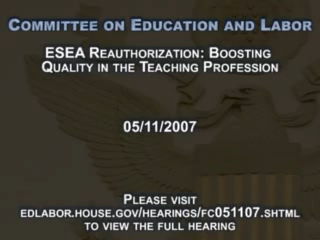 Committee on Education and Labor
ESEA Reauthorization: Boosting
Quality in the Teaching Profession
05/11/2007
Please visit
edlabor.house.gov/hearings/fc051107.shtml
to view the full hearing